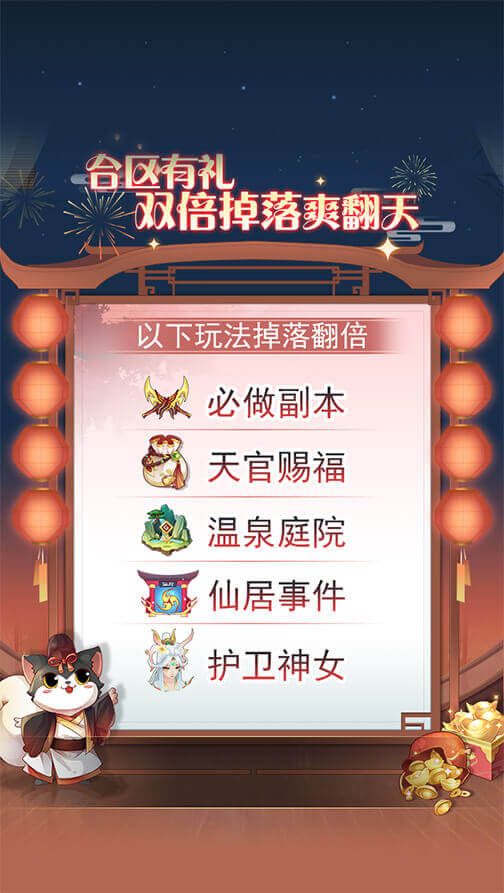 合区有礼
双倍掉落爽翻天
以下玩法掉落翻倍
必做副本
天官赐福
温泉庭院
仙居事件
护卫神女